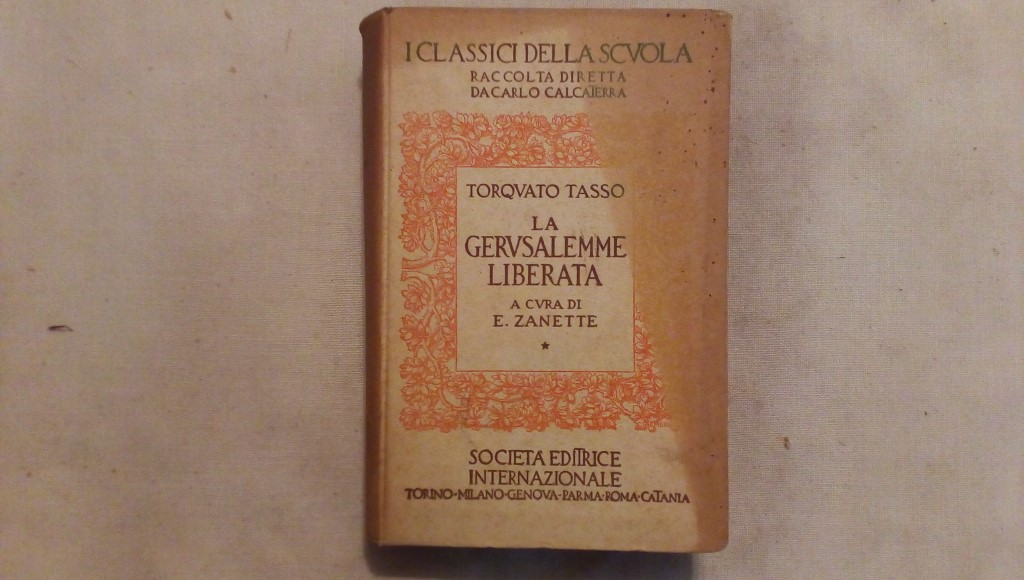 I CLASSICI DELLA SCVOLA
RACCOLTA DIRETTA
DA CARLO CALCATERRA
TORQVATO TASSO
LA
GERVSALEMME
LIBERATA
A CVRA DI
E. ZANETTE
★
SOCIETA EDITRICE
INTERNAZIONALE
TORINO-MILANO-GENOVA-PARMA-ROMA-CATANIA